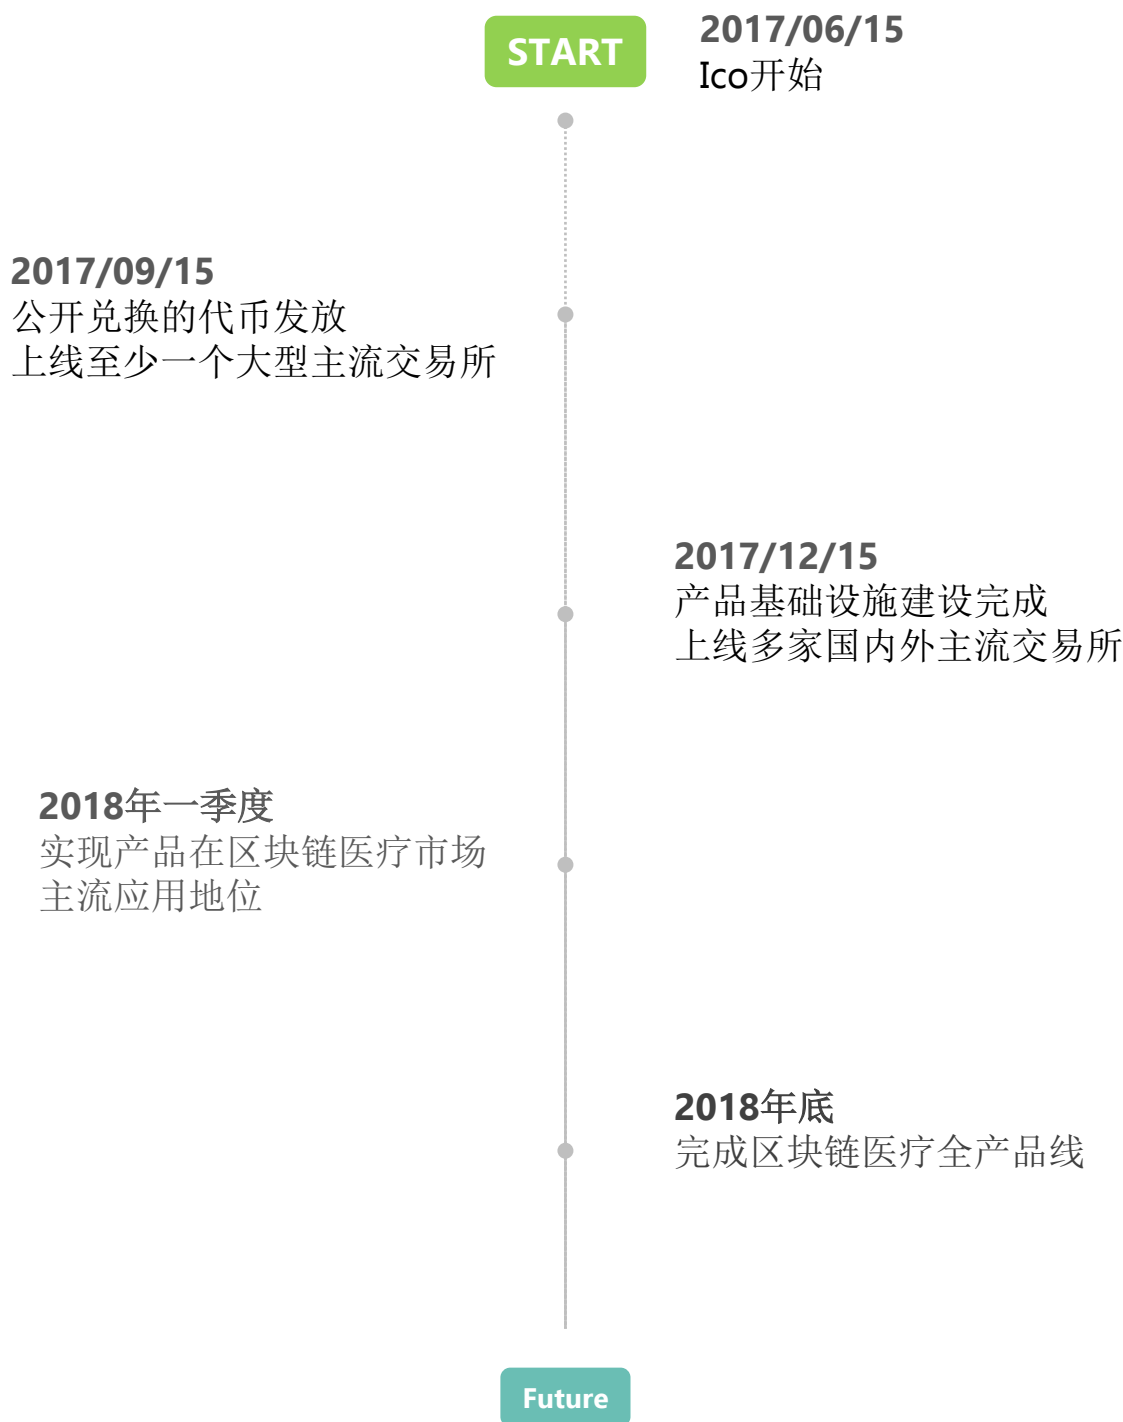 START
2017/06/15
Ico开始
2017/09/15
公开兑换的代币发放
上线至少一个大型主流交易所
2017/12/15
产品基础设施建设完成
上线多家国内外主流交易所
2018年一季度
实现产品在区块链医疗市场
主流应用地位
2018年底
完成区块链医疗全产品线
Future